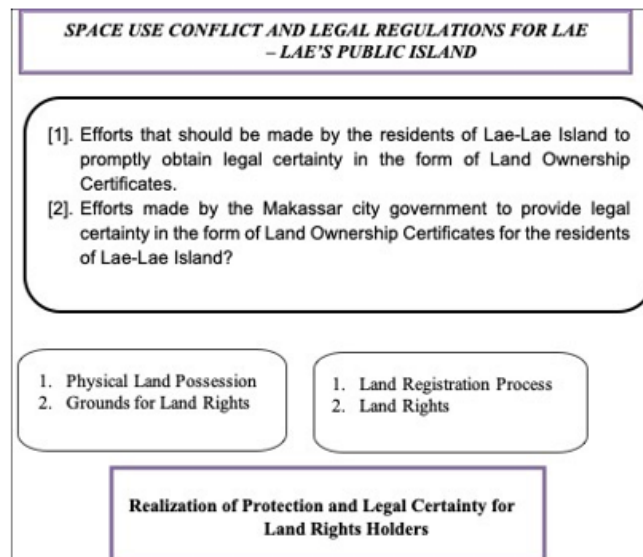 SPACE USE CONFLICT AND LEGAL REGULATIONS FOR LAE
– LAE'S PUBLIC ISLAND
[1]. Efforts that should be made by the residents of Lae-Lae Island to
promptly obtain legal certainty in the form of Land Ownership
Certificates.
[2]. Efforts made by the Makassar city government to provide legal
certainty in the form of Land Ownership Certificates for the residents
of Lae-Lae Island?
1. Physical Land Possession
2. Grounds for Land Rights
1. Land Registration Process
2. Land Rights
Realization of Protection and Legal Certainty for
Land Rights Holders